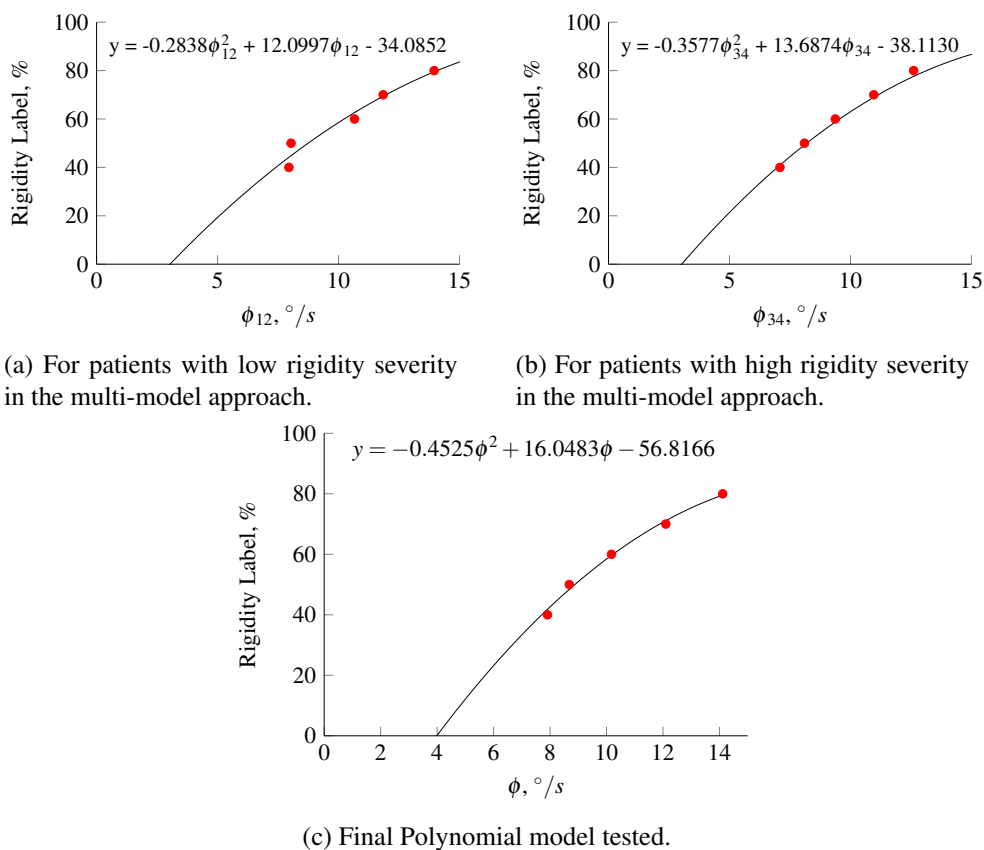 y = -0.2838ϕ₁₂² + 12.0997ϕ₁₂ - 34.0852
100
80
60
40
20
0
Rigidity Label, %
0 5 10 15
ϕ₁₂, °/s
(a) For patients with low rigidity severity
in the multi-model approach.
y = -0.3577ϕ₃₄² + 13.6874ϕ₃₄ - 38.1130
100
80
60
40
20
0
Rigidity Label, %
0 5 10 15
ϕ₃₄, °/s
(b) For patients with high rigidity severity
in the multi-model approach.
y = −0.4525ϕ² + 16.0483ϕ − 56.8166
100
80
60
40
20
0
Rigidity Label, %
0 2 4 6 8 10 12 14
ϕ, °/s
(c) Final Polynomial model tested.